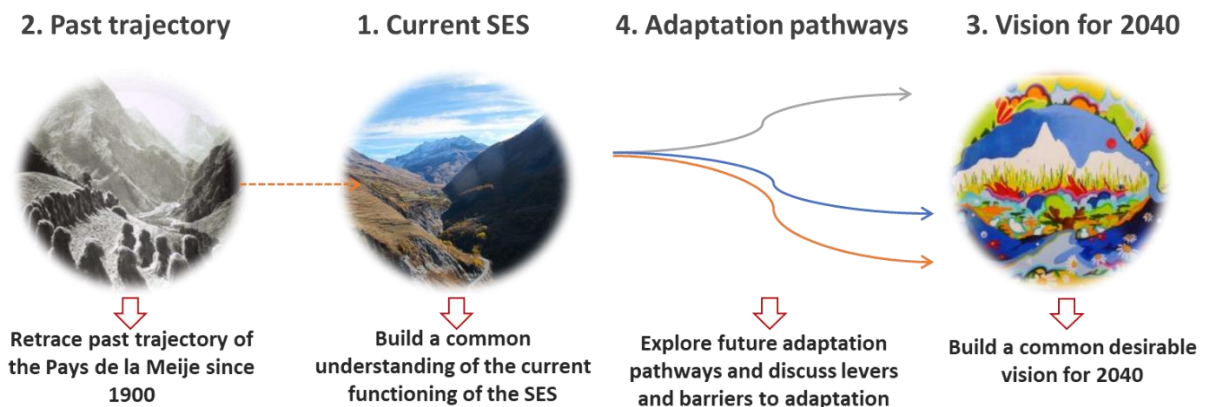 2. Past trajectory
1. Current SES
4. Adaptation pathways
3. Vision for 2040
Retrace past trajectory of
the Pays de la Meije since
1900
Build a common
understanding of the current
functioning of the SES
Explore future adaptation
pathways and discuss levers
and barriers to adaptation
Build a common desirable
vision for 2040